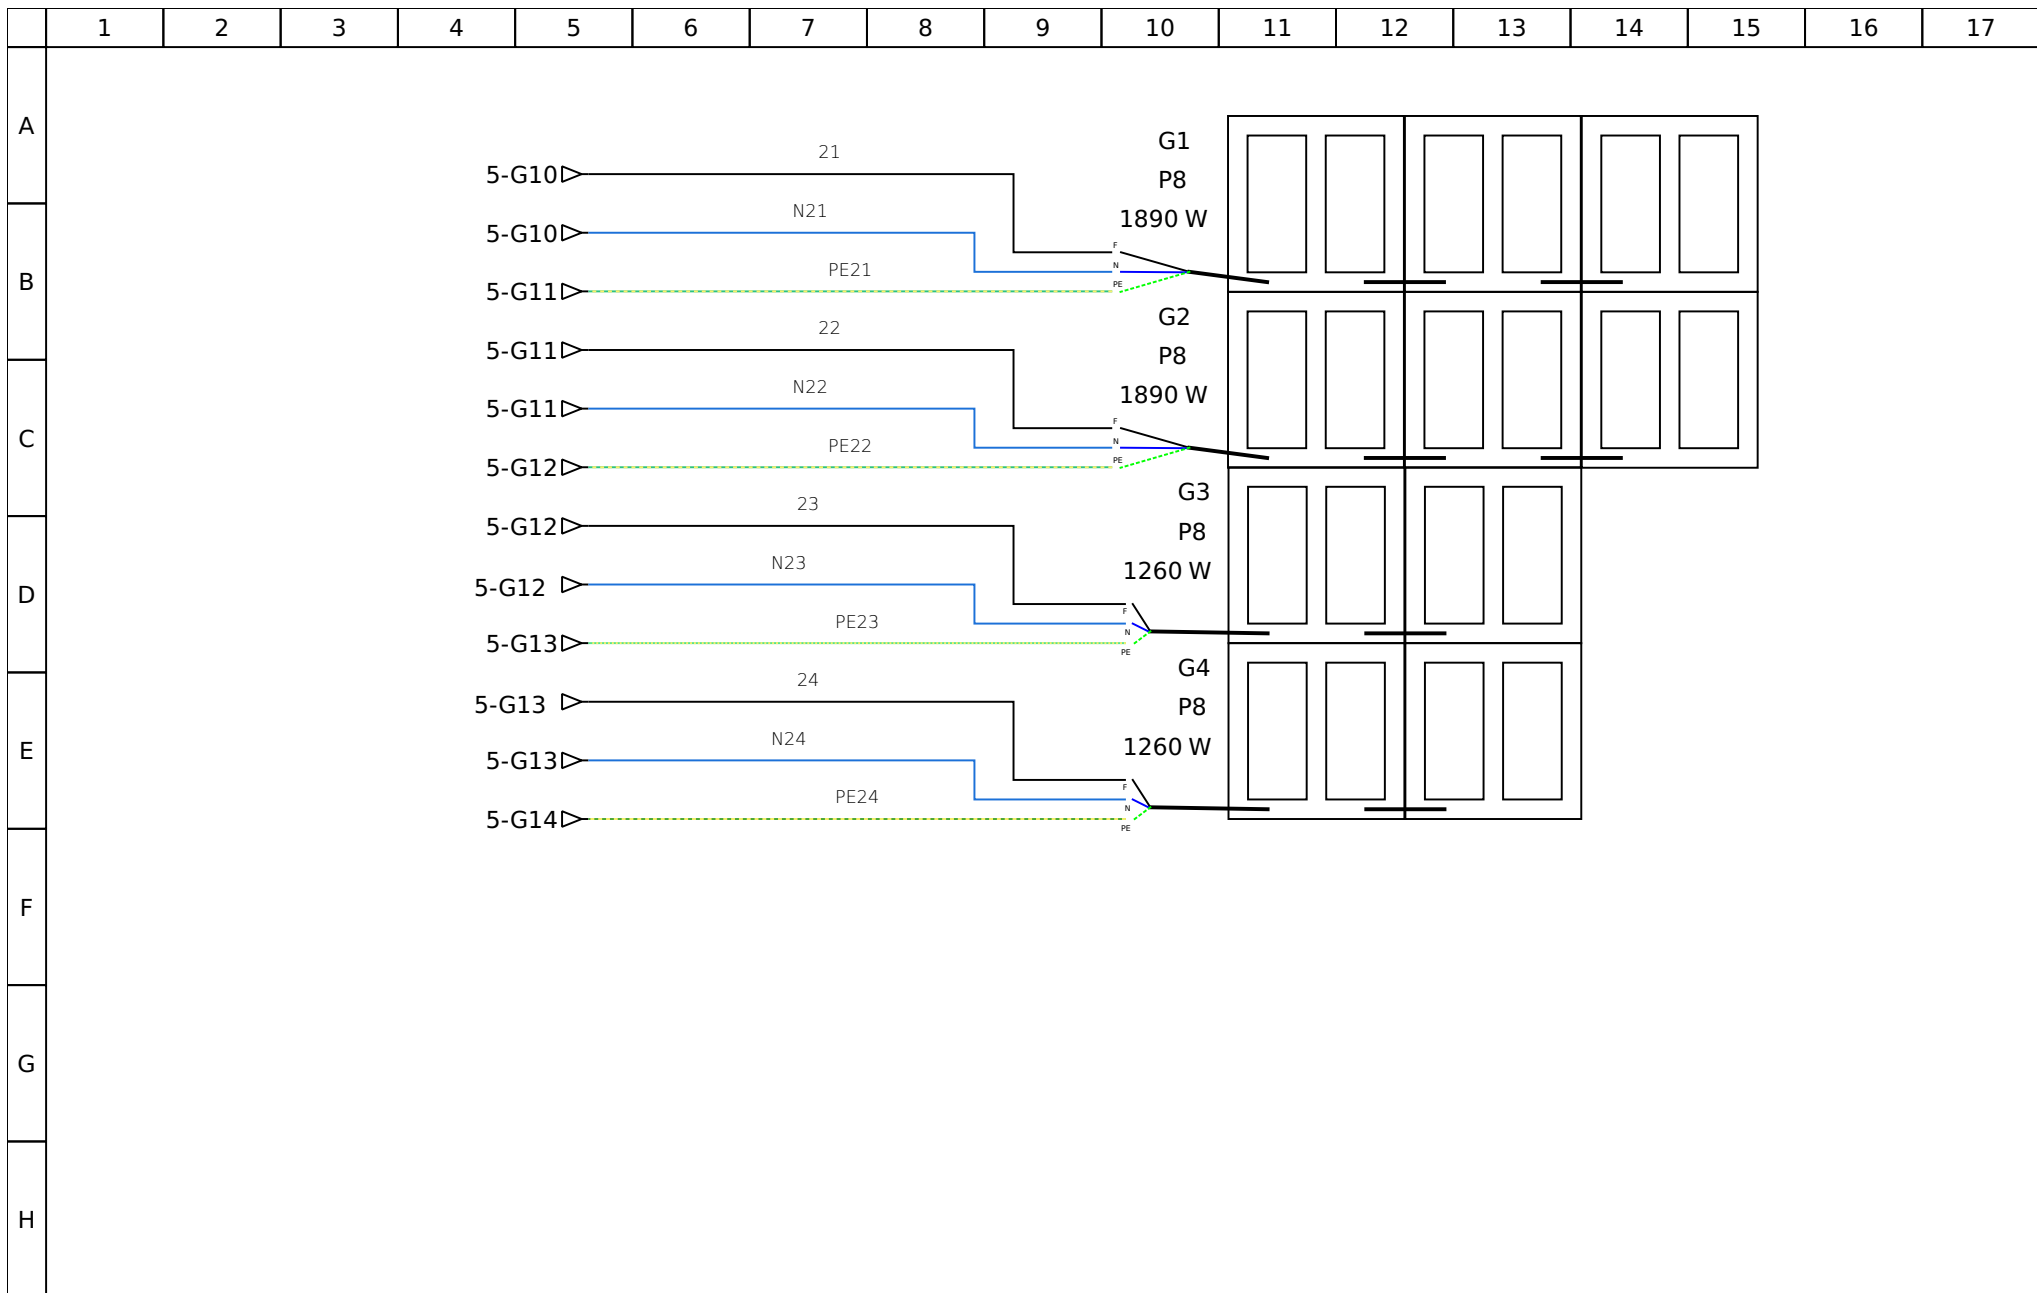 1 2 3 4 5 6 7 8 9 10 11 12 13 14 15 16 17
A
B
C
D
E
F
G
H
21
5-G10
N21
5-G10
PE21
5-G11
G1
P8
1890 W
F
N
PE
22
5-G11
N22
5-G11
PE22
5-G12
G2
P8
1890 W
F
N
PE
23
5-G12
N23
5-G12
PE23
5-G13
G3
P8
1260 W
F
N
PE
24
5-G13
N24
5-G13
PE24
5-G14
G4
P8
1260 W
F
N
PE